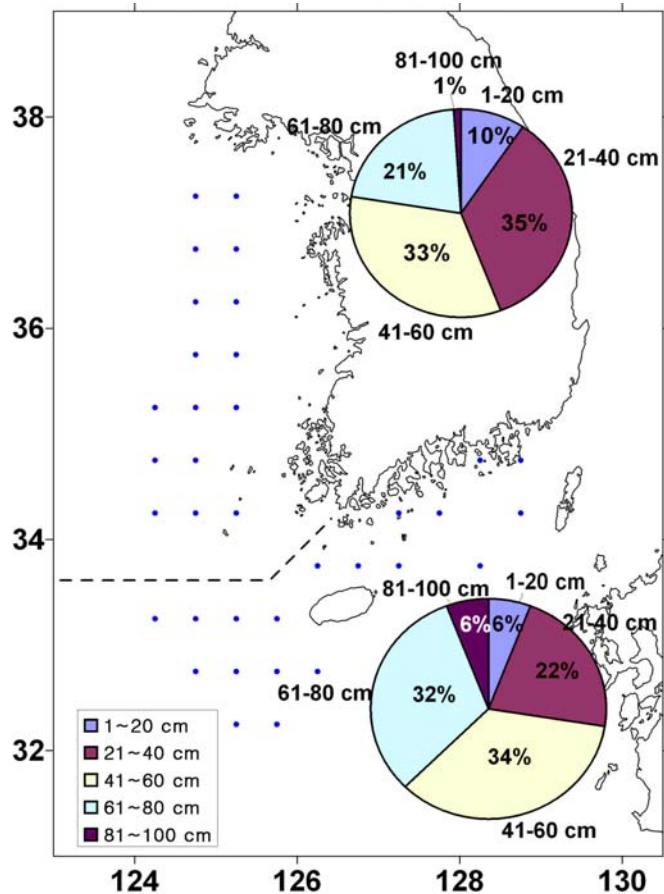 81-100 cm
1%
1-20 cm
38
61-80 cm
10%
21-40 cm
21%
35%
33%
41-60 cm
36
34
81-100 cm
1-20 cm
6%
6%
21-40 cm
22%
61-80 cm
32%
34%
1~20 cm
21~40 cm
41~60 cm
61~80 cm
81~100 cm
32
41-60 cm
124
126
128
130